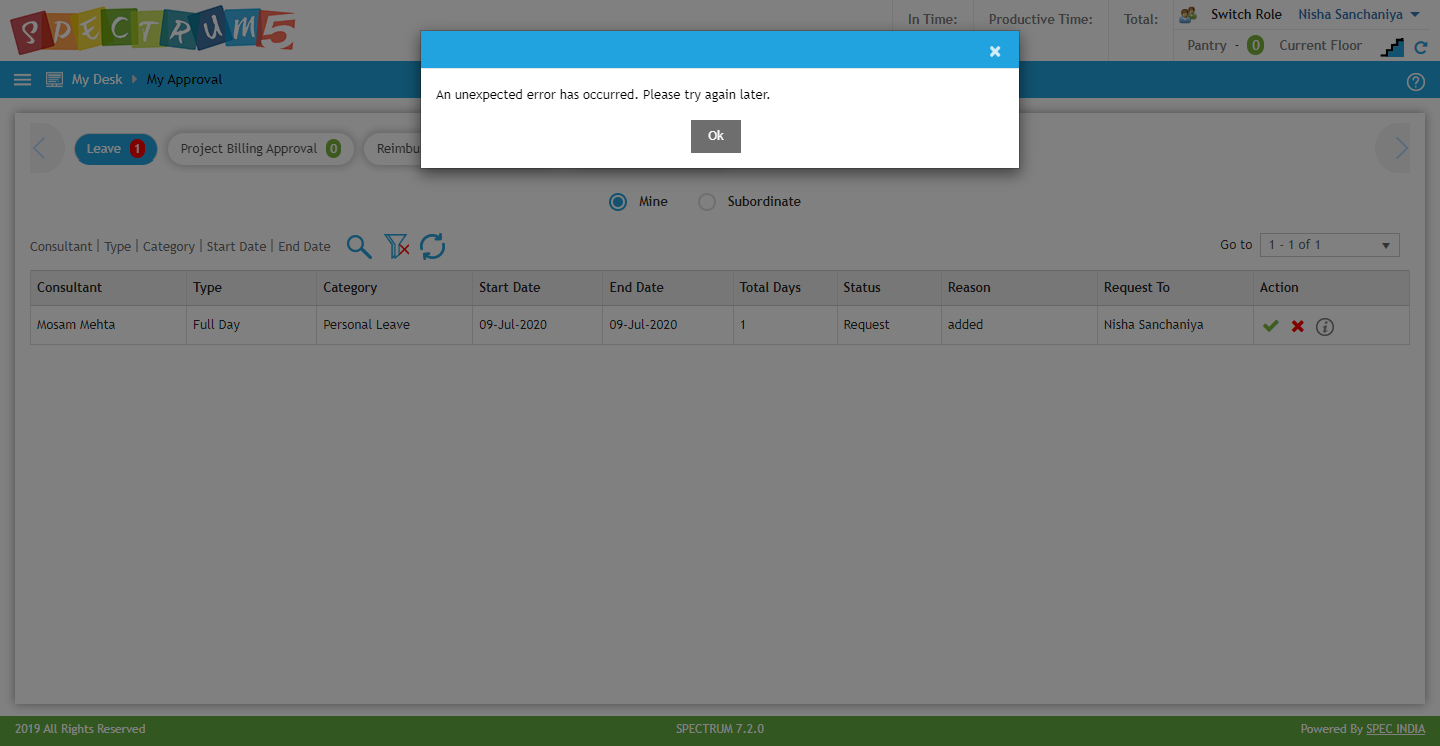 SPECTRUM 5
In Time:
Productive Time:
Total:
Switch Role
Nisha Sanchaniya
Pantry - 0
Current Floor
My Desk
My Approval
An unexpected error has occurred. Please try again later.
Ok
Leave 1
Project Billing Approval 0
Mine
Subordinate
Consultant | Type | Category | Start Date | End Date
Go to 1 - 1 of 1
Consultant Type Category Start Date End Date Total Days Status Reason Request To Action
Mosam Mehta Full Day Personal Leave 09-Jul-2020 09-Jul-2020 1 Request added Nisha Sanchaniya
2019 All Rights Reserved
SPECTRUM 7.2.0
Powered By SPEC INDIA